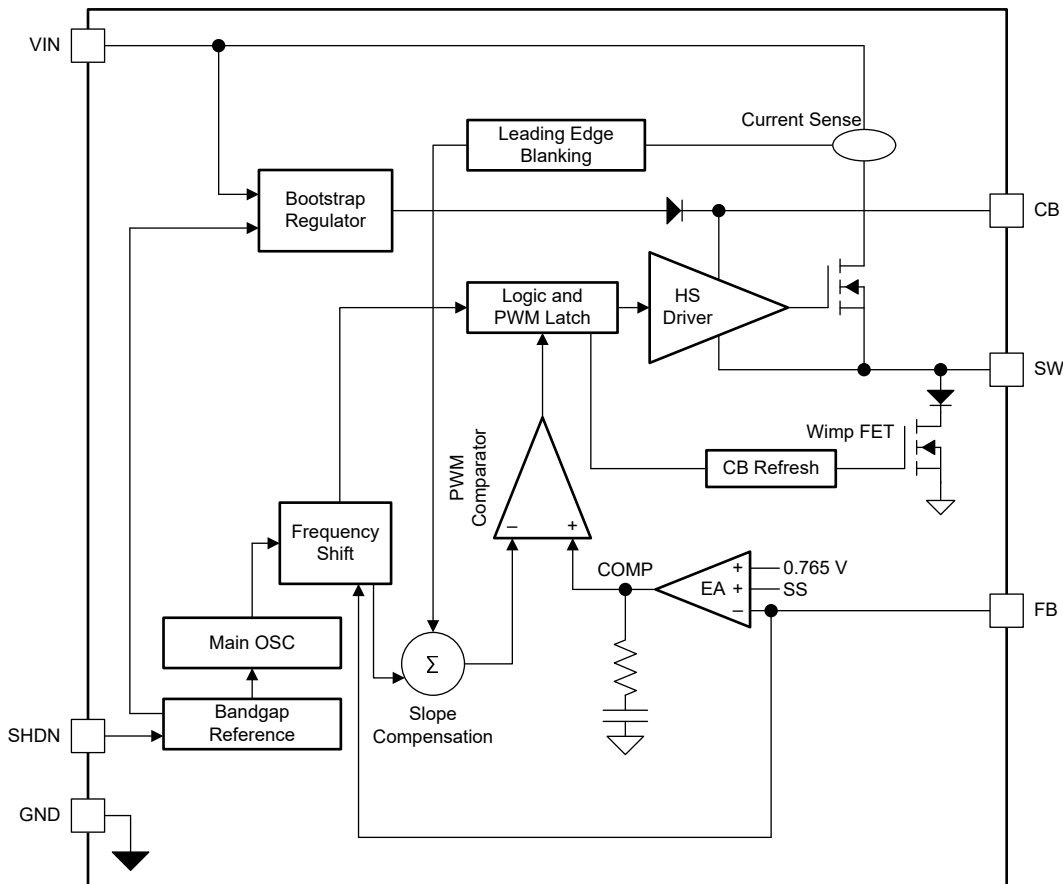 VIN
Current Sense
Leading Edge
Blanking
Bootstrap
Regulator
CB
Logic and
PWM Latch
HS
Driver
SW
Wimp FET
PWM
Comparator
CB Refresh
–
+
Frequency
Shift
COMP
EA
+
0.765 V
+
SS
–
FB
Main OSC
Σ
Slope
Compensation
Bandgap
Reference
SHDN
GND